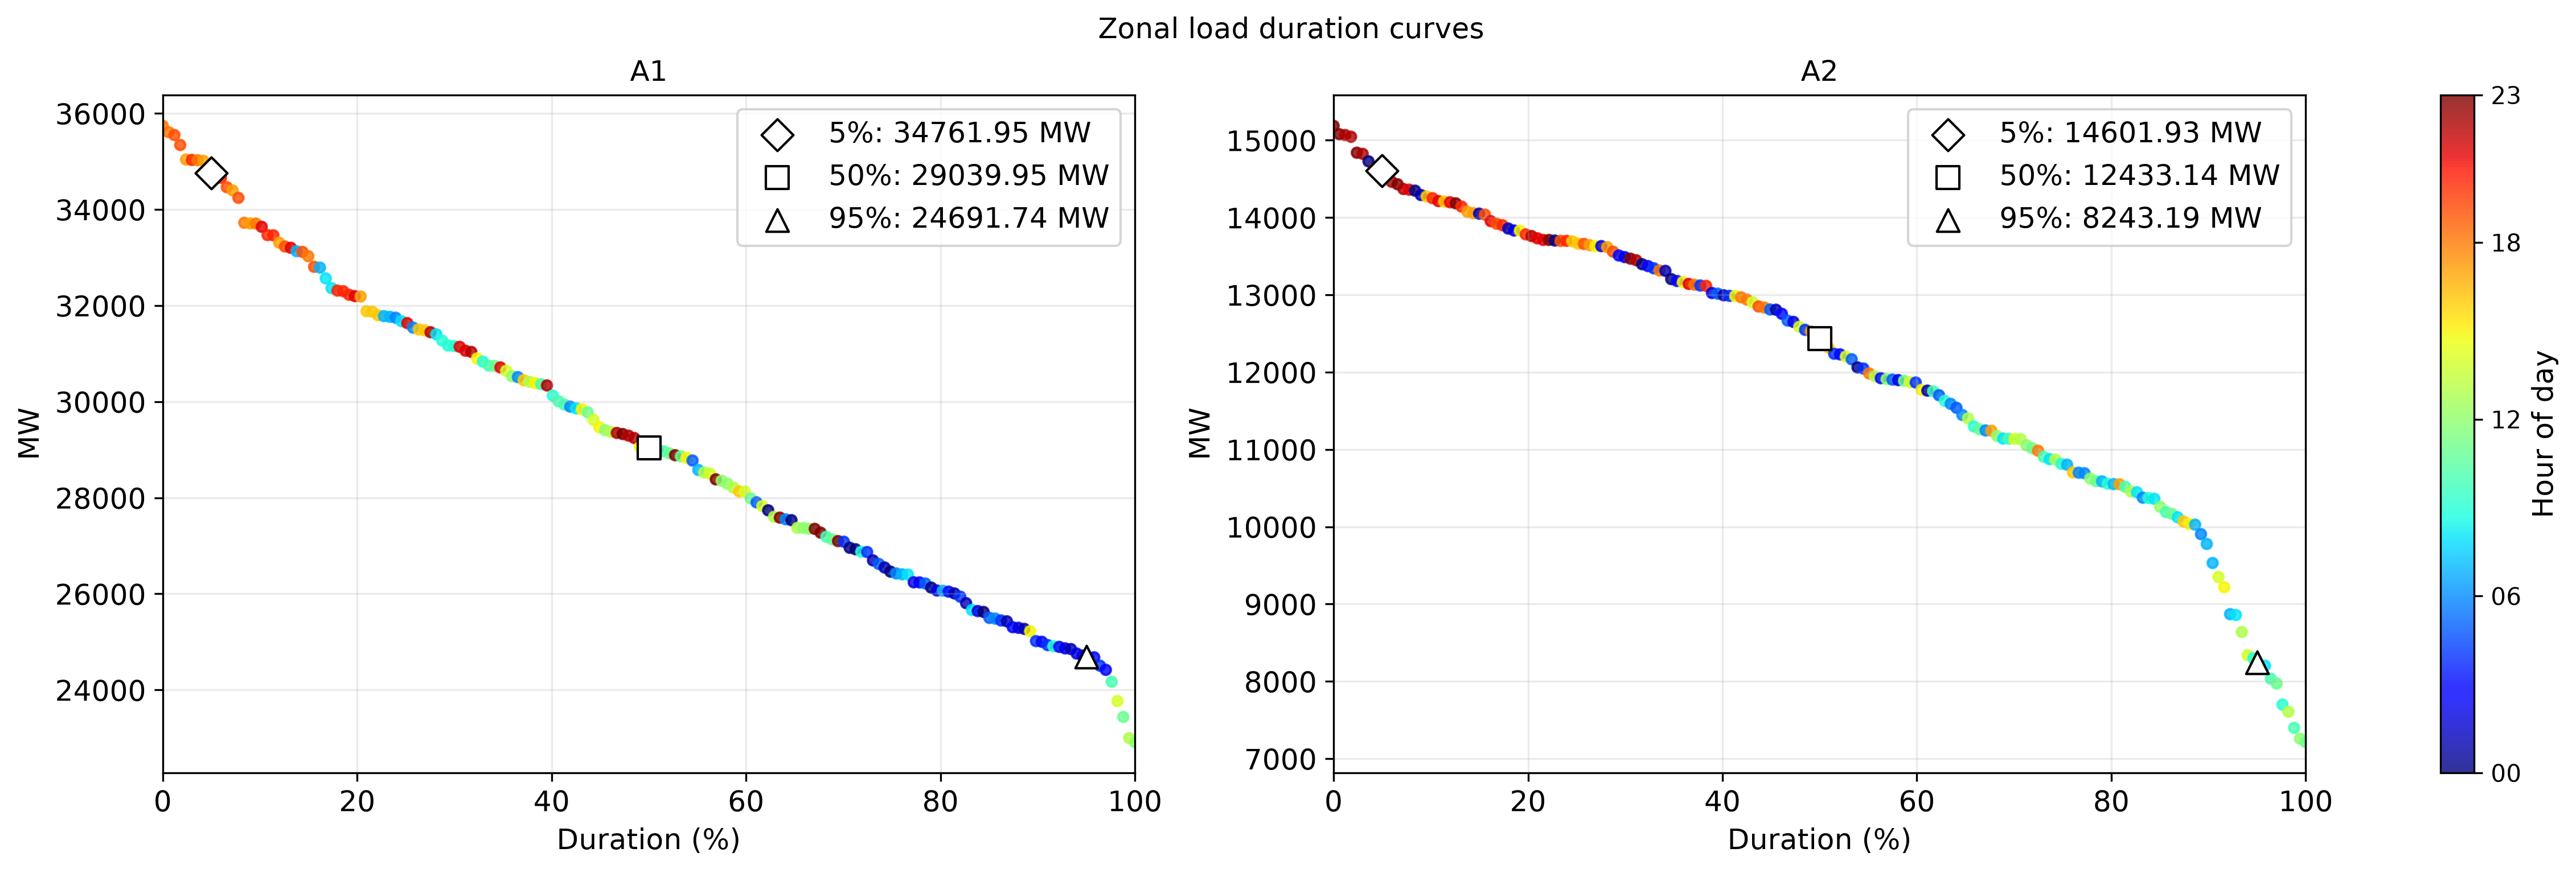 Zonal load duration curves
A1
36000
34000
32000
30000
28000
26000
24000
MW
5%: 34761.95 MW
50%: 29039.95 MW
95%: 24691.74 MW
0 20 40 60 80 100
Duration (%)
A2
15000
14000
13000
12000
11000
10000
9000
8000
7000
MW
5%: 14601.93 MW
50%: 12433.14 MW
95%: 8243.19 MW
0 20 40 60 80 100
Duration (%)
23
18
12
06
00
Hour of day